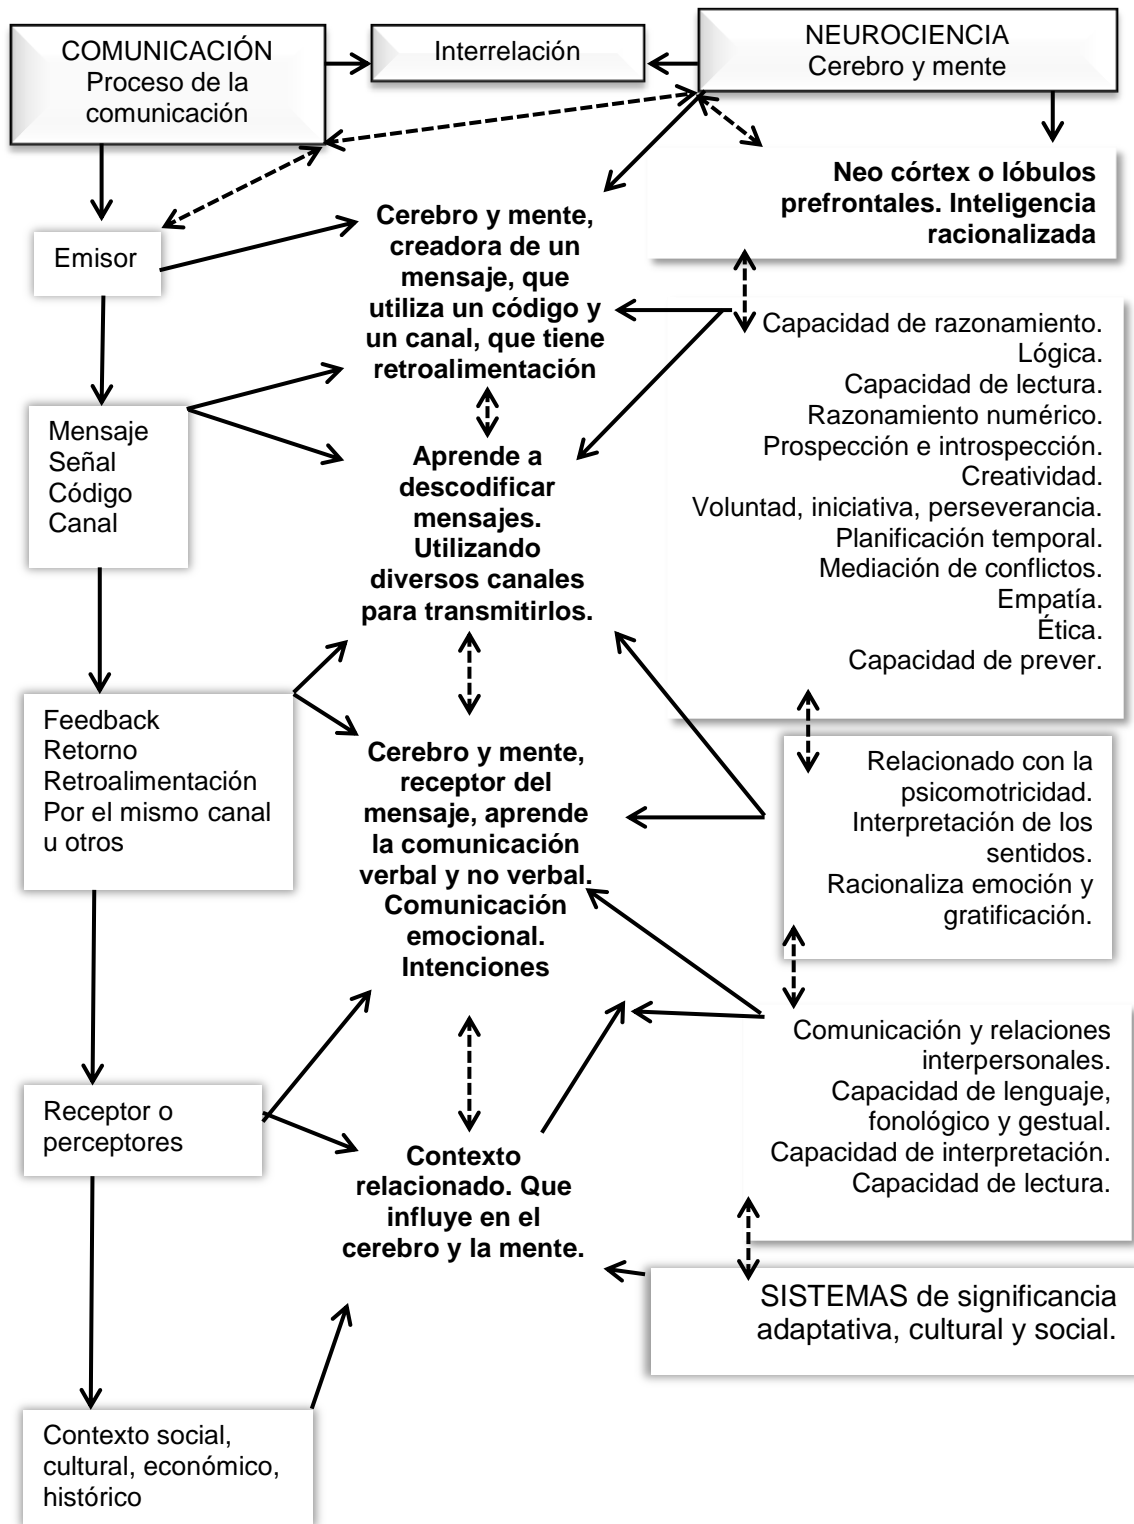 COMUNICACIÓN
Proceso de la
comunicación
Interrelación
NEUROCIENCIA
Cerebro y mente
Neo córtex o lóbulos
prefrontales. Inteligencia
racionalizada
Emisor
Cerebro y mente,
creadora de un
mensaje, que
utiliza un código y
un canal, que tiene
retroalimentación
Capacidad de razonamiento.
Lógica.
Capacidad de lectura.
Razonamiento numérico.
Prospección e introspección.
Creatividad.
Voluntad, iniciativa, perseverancia.
Planificación temporal.
Mediación de conflictos.
Empatía.
Ética.
Capacidad de prever.
Mensaje
Señal
Código
Canal
Aprende a
descodificar
mensajes.
Utilizando
diversos canales
para transmitirlos.
Feedback
Retorno
Retroalimentación
Por el mismo canal
u otros
Cerebro y mente,
receptor del
mensaje, aprende
la comunicación
verbal y no verbal.
Comunicación
emocional.
Intenciones
Relacionado con la
psicomotricidad.
Interpretación de los
sentidos.
Racionaliza emoción y
gratificación.
Comunicación y relaciones
interpersonales.
Capacidad de lenguaje,
fonológico y gestual.
Capacidad de interpretación.
Capacidad de lectura.
Receptor o
perceptores
Contexto
relacionado. Que
influye en el
cerebro y la mente.
SISTEMAS de significancia
adaptativa, cultural y social.
Contexto social,
cultural, económico,
histórico